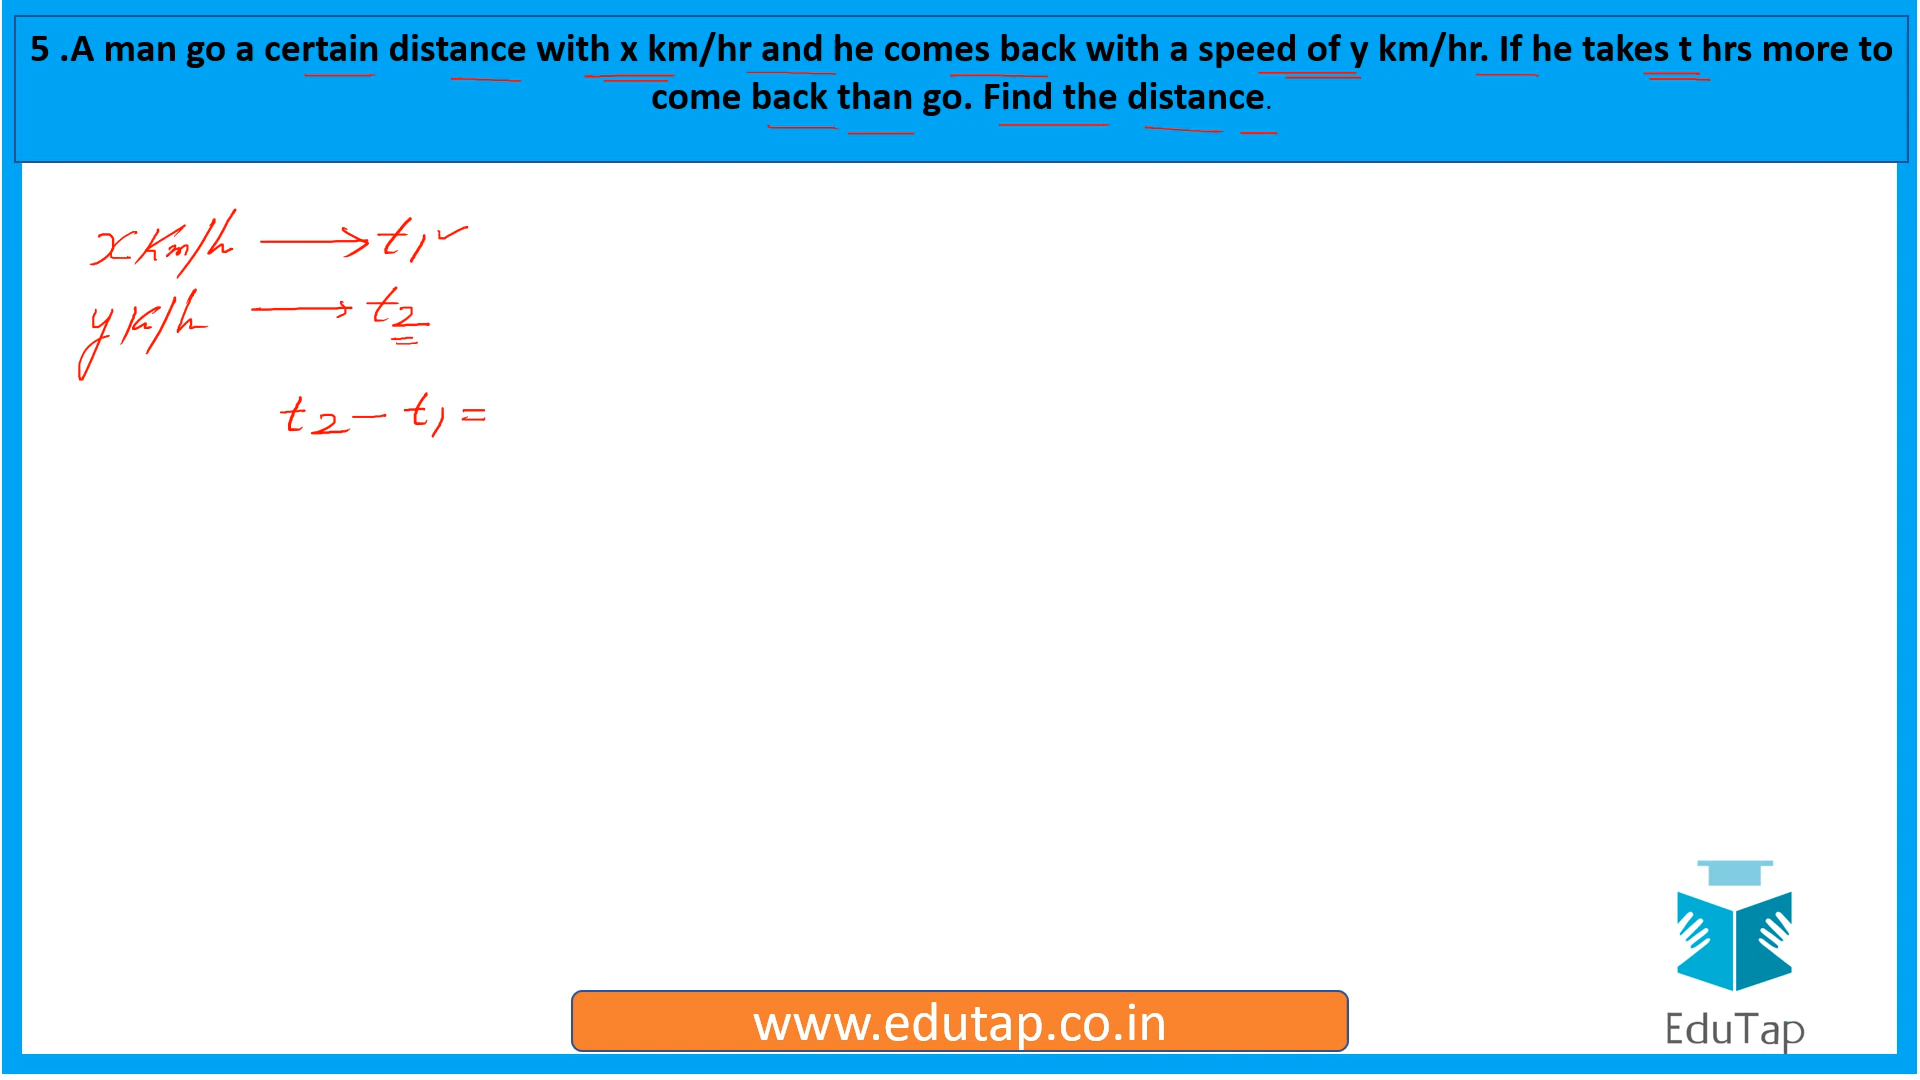 5 .A man go a certain distance with x km/hr and he comes back with a speed of y km/hr. If he takes t hrs more to
come back than go. Find the distance.
x Km/h → t1 ✓
y K/h → t2
t2 - t1 =
www.edutap.co.in
EduTap